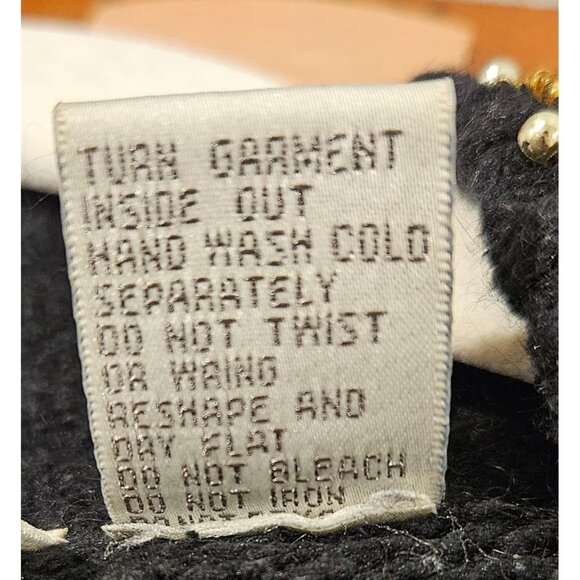 TURN GARMENT
INSIDE OUT
HAND WASH COLD
SEPARATELY
DO NOT TWIST
OR WRING
RESHAPE AND
DRY FLAT
DO NOT BLEACH
DO NOT IRON